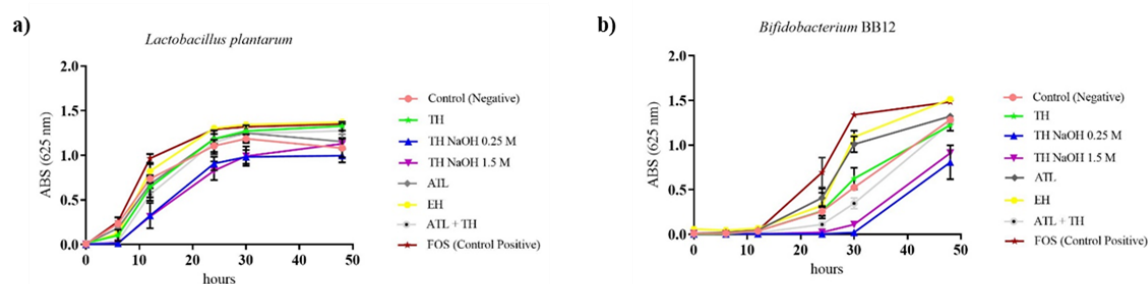 a)
Lactobacillus plantarum
2.0
1.5
1.0
0.5
0.0
ABS (625 nm)
0 10 20 30 40 50
hours
Control (Negative)
TH
TH NaOH 0.25 M
TH NaOH 1.5 M
ATL
EH
ATL + TH
FOS (Control Positive)
b)
Bifidobacterium BB12
2.0
1.5
1.0
0.5
0.0
ABS (625 nm)
0 10 20 30 40 50
hours
Control (Negative)
TH
TH NaOH 0.25 M
TH NaOH 1.5 M
ATL
EH
ATL + TH
FOS (Control Positive)